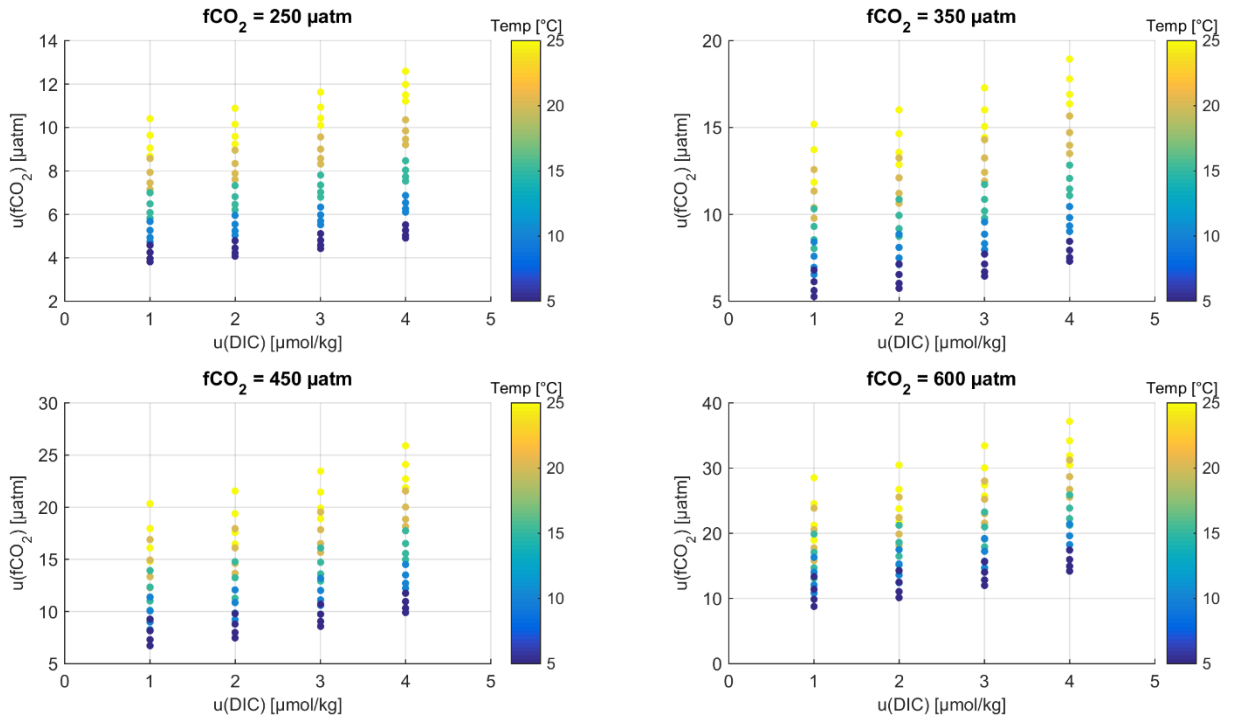 fCO₂ = 250 µatm
Temp [°C]
14
12
10
8
6
4
2
u(fCO₂) [µatm]
0 1 2 3 4 5
u(DIC) [µmol/kg]
25
20
15
10
5
fCO₂ = 350 µatm
Temp [°C]
20
15
10
5
u(fCO₂) [µatm]
0 1 2 3 4 5
u(DIC) [µmol/kg]
25
20
15
10
5
fCO₂ = 450 µatm
Temp [°C]
30
25
20
15
10
5
u(fCO₂) [µatm]
0 1 2 3 4 5
u(DIC) [µmol/kg]
25
20
15
10
5
fCO₂ = 600 µatm
Temp [°C]
40
30
20
10
0
u(fCO₂) [µatm]
0 1 2 3 4 5
u(DIC) [µmol/kg]
25
20
15
10
5